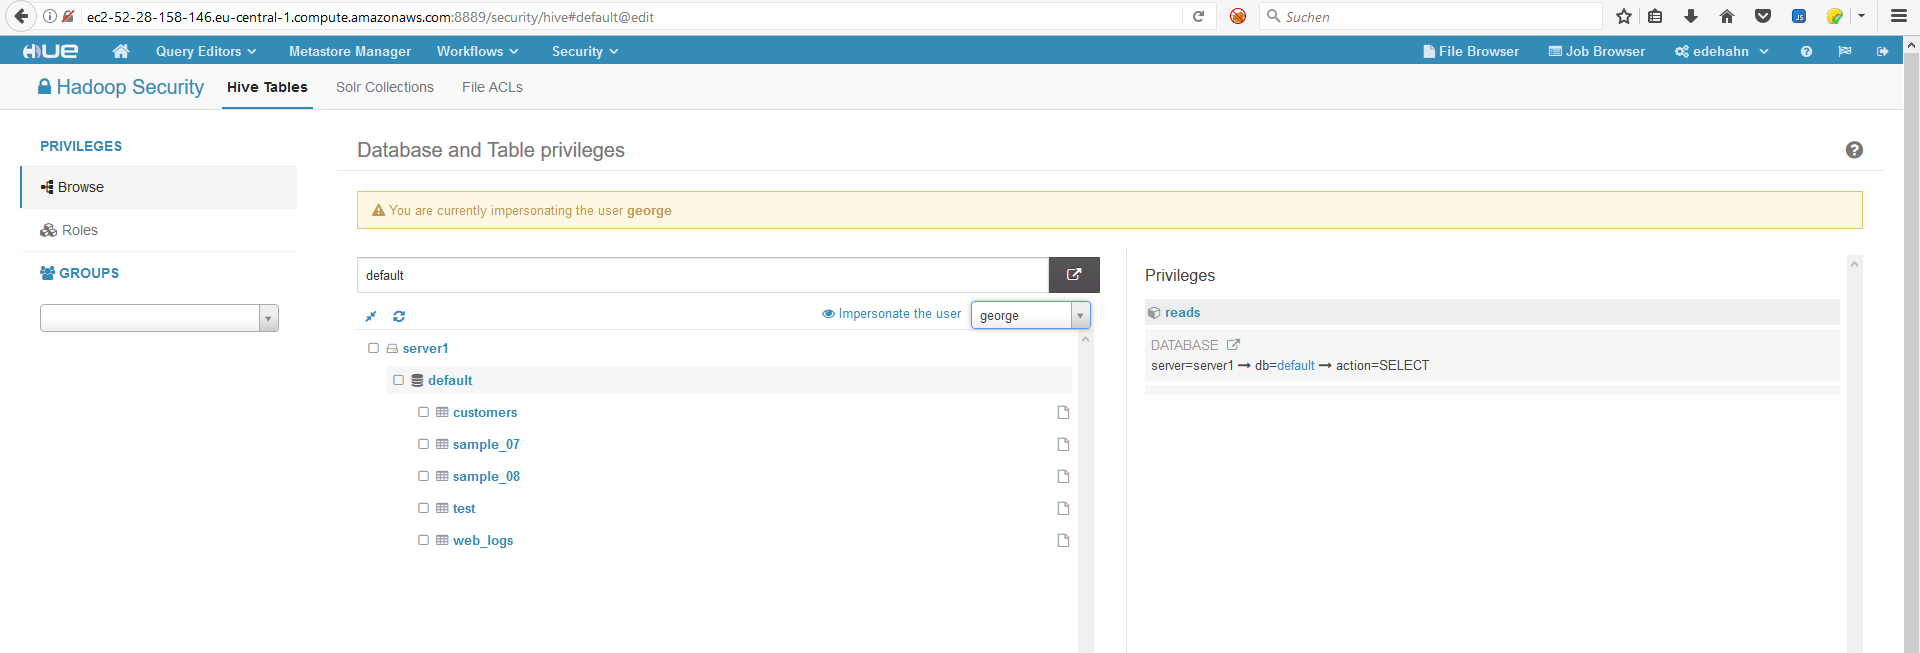 ec2-52-28-158-146.eu-central-1.compute.amazonaws.com:8889/security/hive#default@edit
Suchen
HUE Query Editors Metastore Manager Workflows Security File Browser Job Browser edehahn
Hadoop Security Hive Tables Solr Collections File ACLs
PRIVILEGES
Browse
Roles
GROUPS
Database and Table privileges
You are currently impersonating the user george
default
Impersonate the user george
server1
default
customers
sample_07
sample_08
test
web_logs
Privileges
reads
DATABASE
server=server1 → db=default → action=SELECT